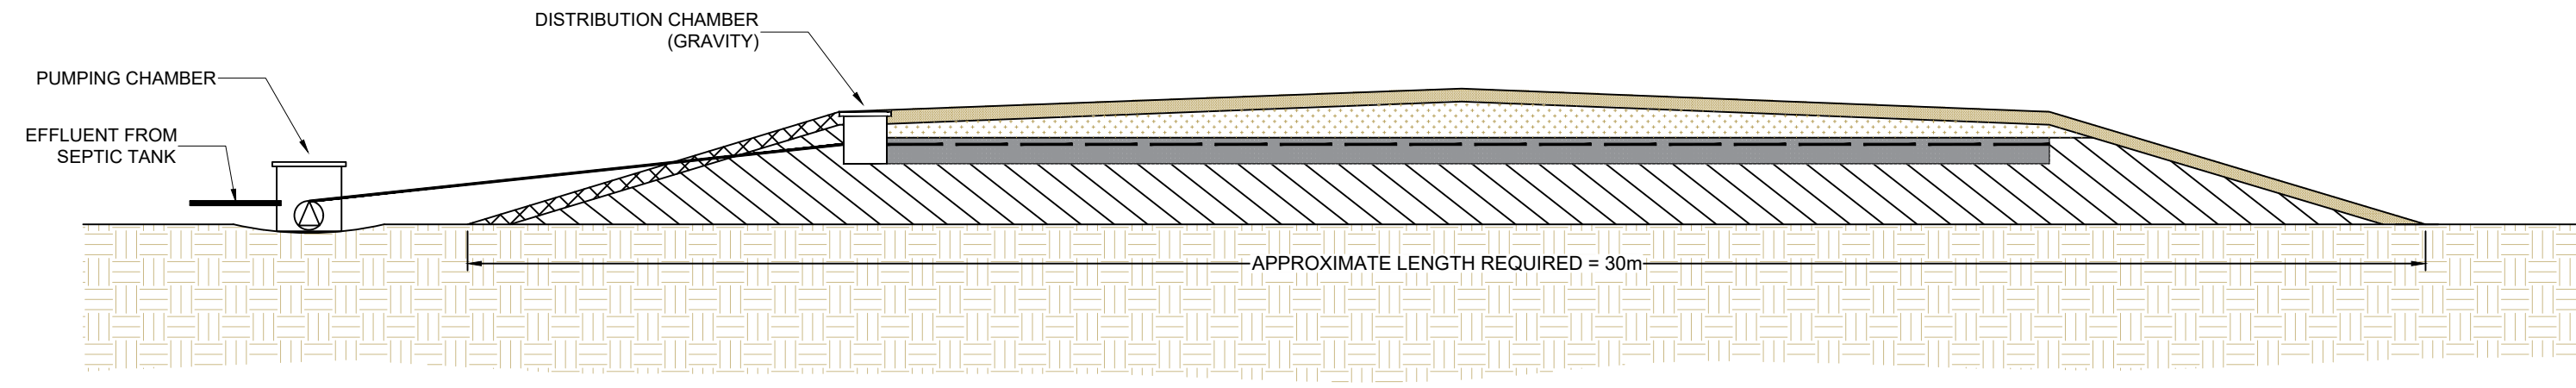 DISTRIBUTION CHAMBER
(GRAVITY)
PUMPING CHAMBER
EFFLUENT FROM
SEPTIC TANK
APPROXIMATE LENGTH REQUIRED = 30m